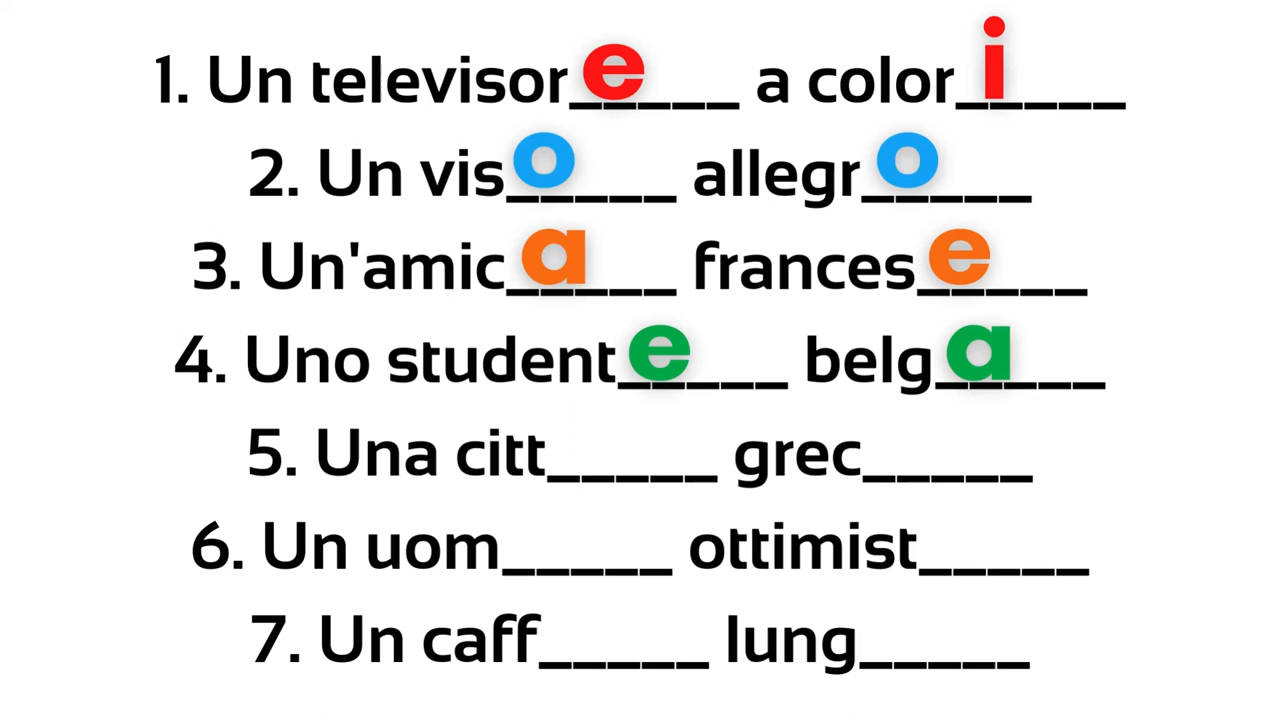 1. Un televisore_____ a colori_____
2. Un viso_____ allegro_____
3. Un'amica_____ francese_____
4. Uno studente_____ belga_____
5. Una citt_____ grec_____
6. Un uom_____ ottimist_____
7. Un caff_____ lung_____